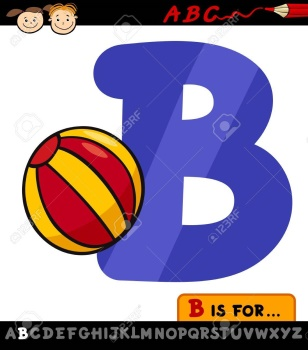 ABC
B
B IS FOR...
ABCDEFGHIJKLMNOPQRSTUVWXYZ